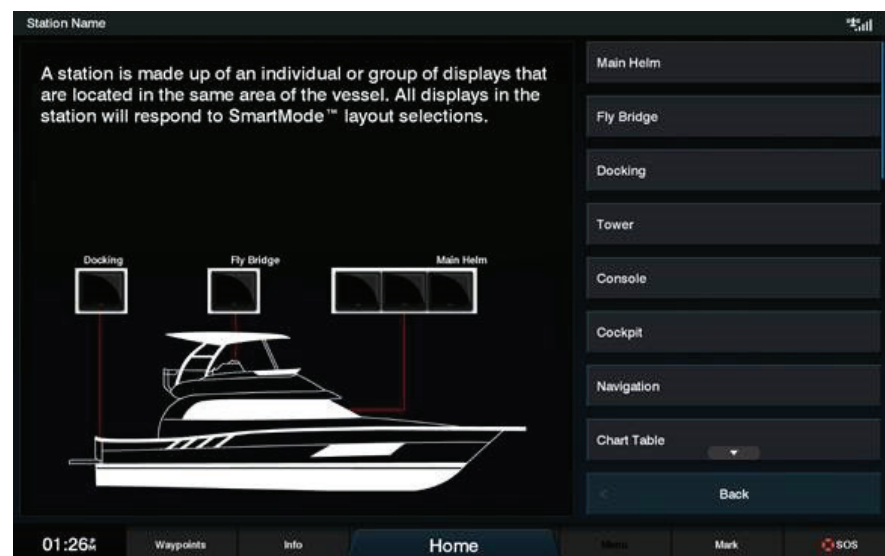 Station Name
A station is made up of an individual or group of displays that
are located in the same area of the vessel. All displays in the
station will respond to SmartMode™ layout selections.
Docking
Fly Bridge
Main Helm
Main Helm
Fly Bridge
Docking
Tower
Console
Cockpit
Navigation
Chart Table
Back
01:26
Waypoints
Info
Home
Menu
Mark
SOS